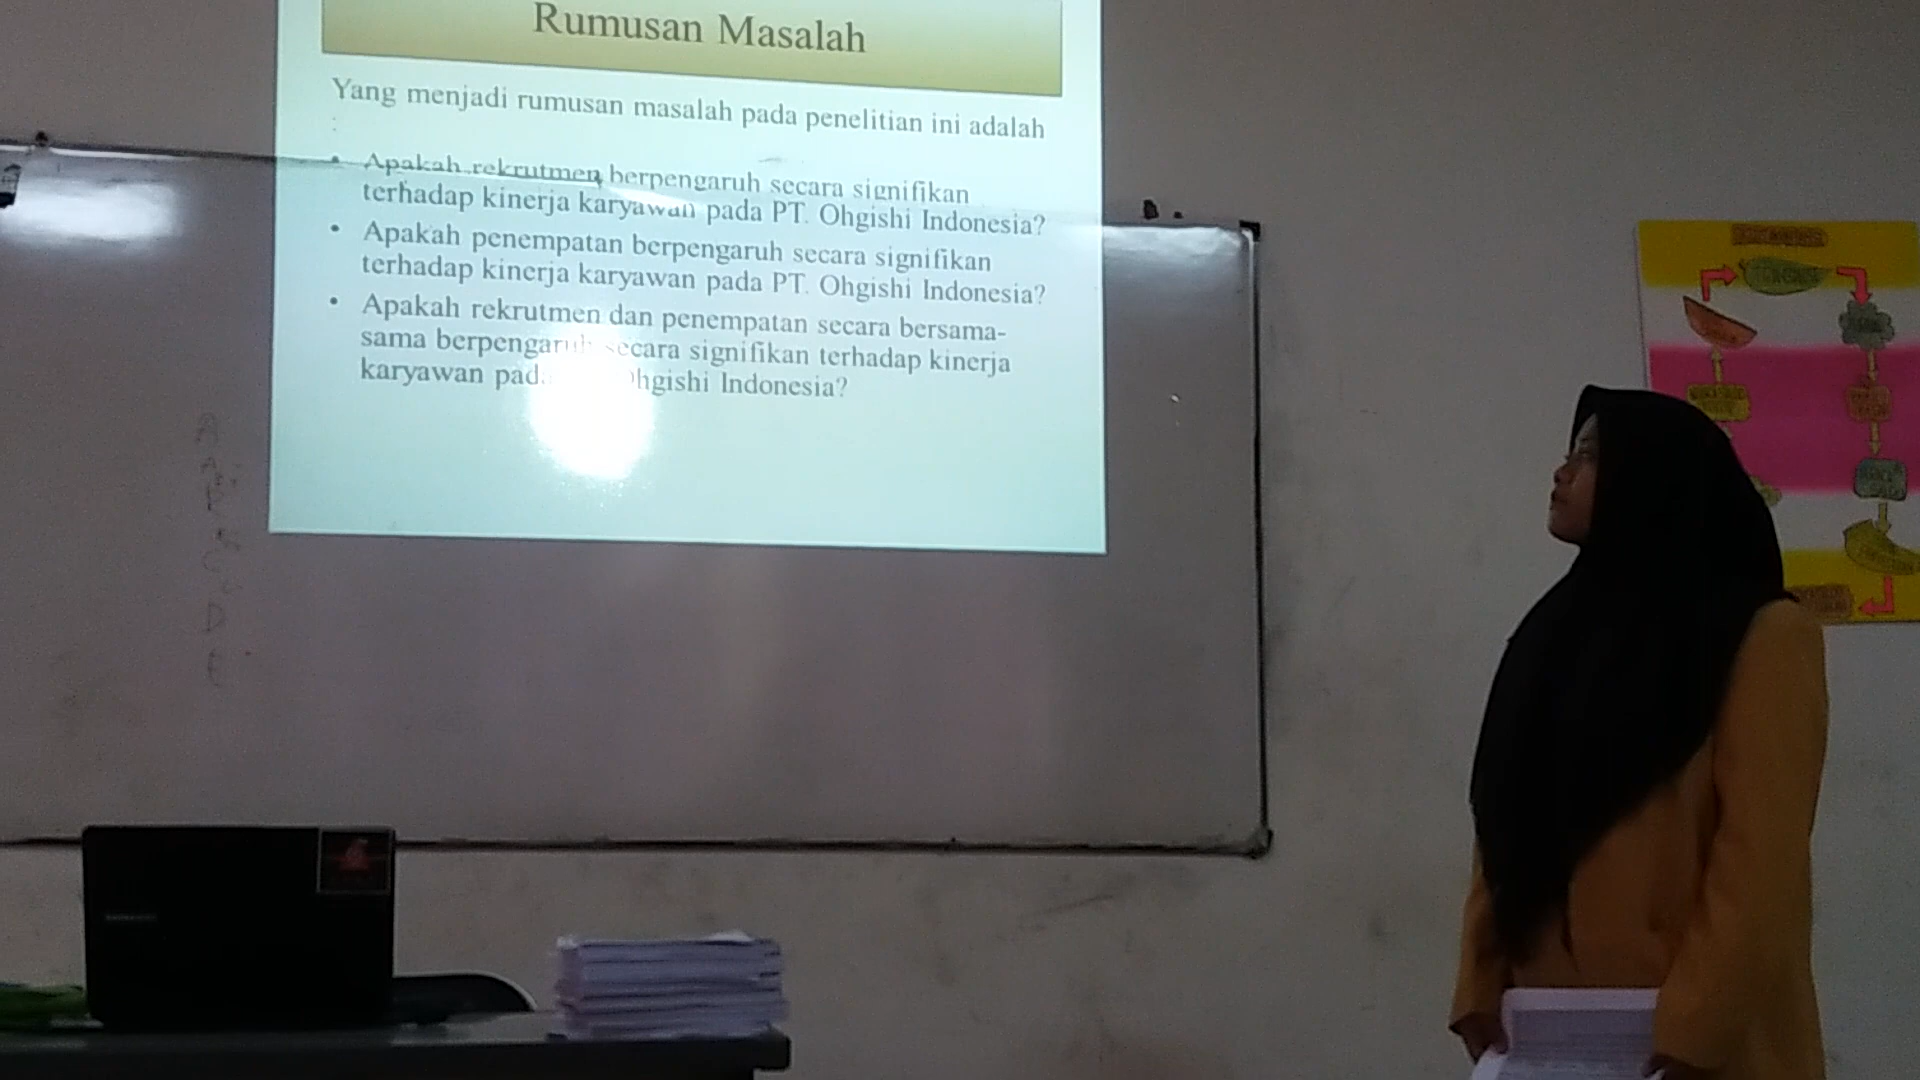 Rumusan Masalah
Yang menjadi rumusan masalah pada penelitian ini adalah
:
• Apakah rekrutmen berpengaruh secara signifikan
terhadap kinerja karyawan pada PT. Ohgishi Indonesia?
• Apakah penempatan berpengaruh secara signifikan
terhadap kinerja karyawan pada PT. Ohgishi Indonesia?
• Apakah rekrutmen dan penempatan secara bersama-
sama berpengaruh secara signifikan terhadap kinerja
karyawan Indonesia?
D
E